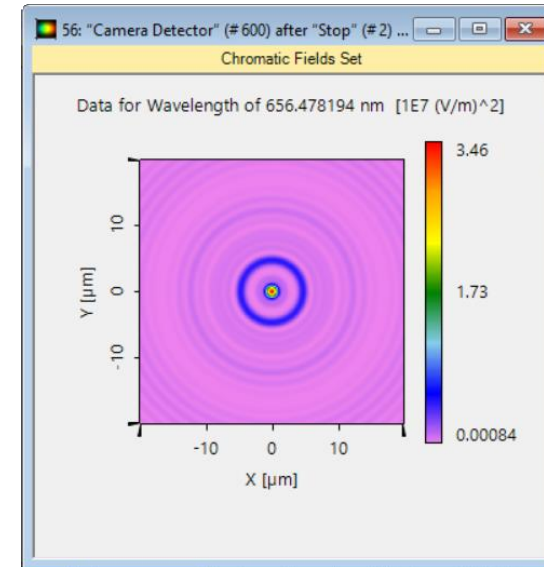 56: "Camera Detector" (# 600) after "Stop" (# 2) ...
Chromatic Fields Set
Data for Wavelength of 656.478194 nm [1E7 (V/m)^2]
3.46
10
Y [µm]
0
1.73
-10
0.00084
-10 0 10
X [µm]